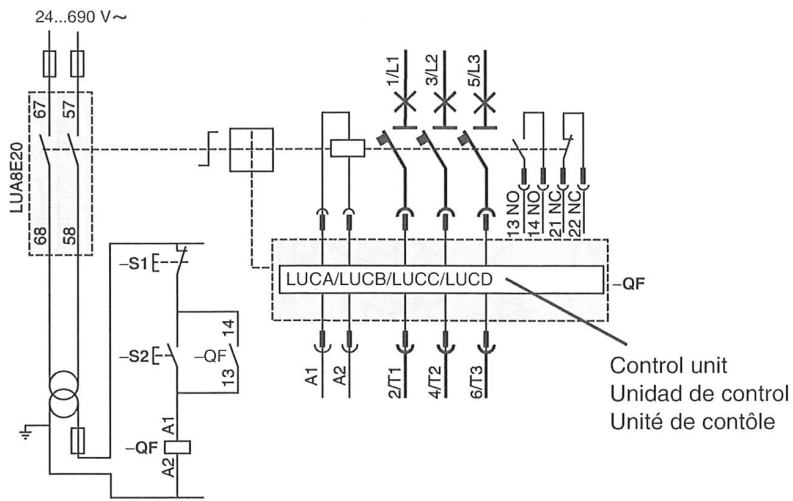 24...690 V~
67
57
LUA8E20
68
58
1/L1
3/L2
5/L3
13 NO
14 NO
21 NC
22 NC
LUCA/LUCB/LUCC/LUCD
–QF
–S1
–S2
–QF
14
13
–QF
A1
A2
A1
A2
2/T1
4/T2
6/T3
Control unit
Unidad de control
Unité de contôle